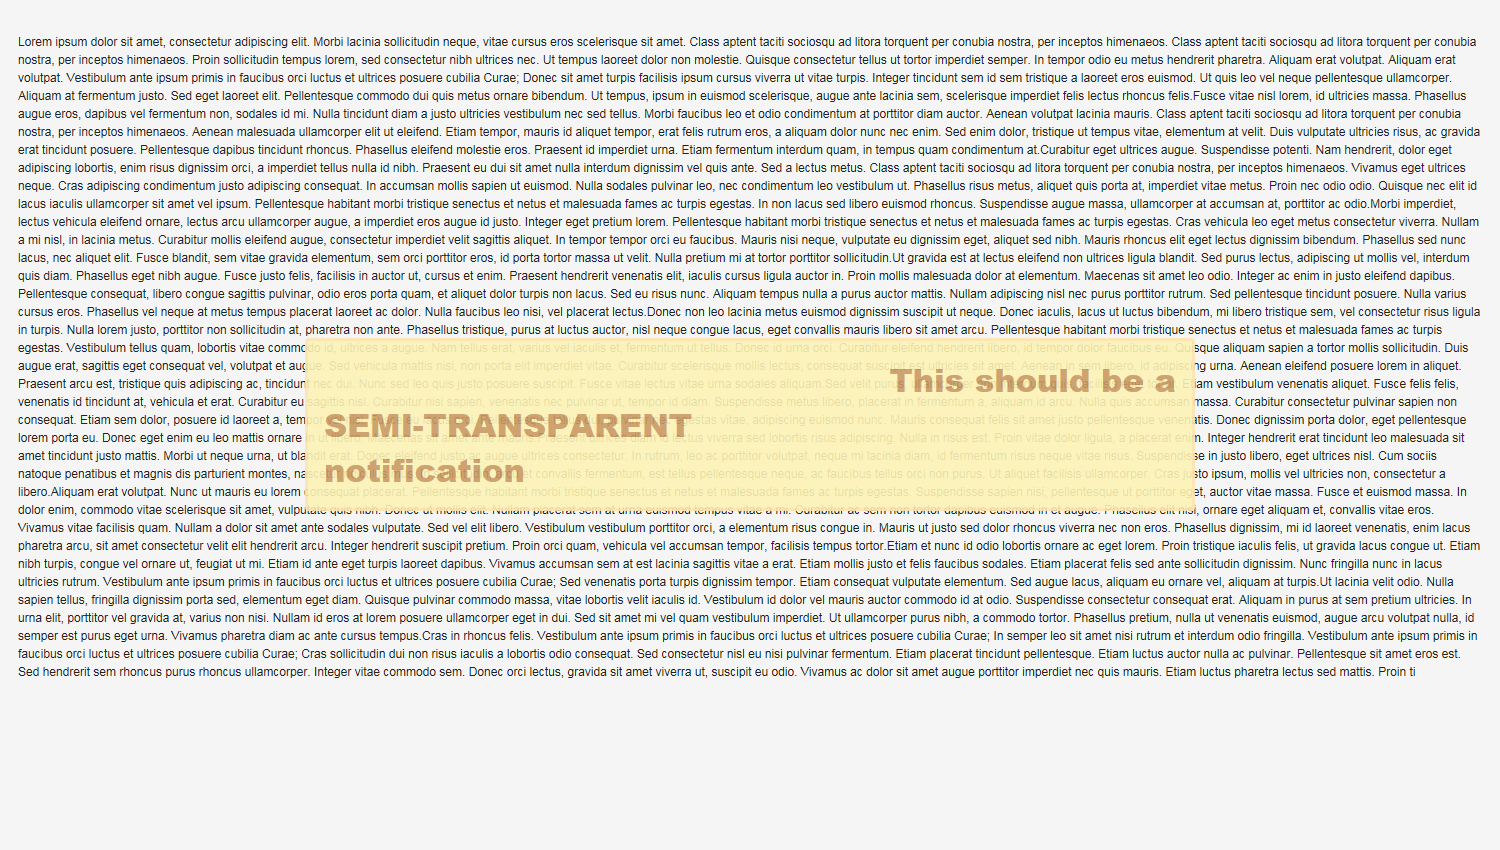 Lorem ipsum dolor sit amet, consectetur adipiscing elit. Morbi lacinia sollicitudin neque, vitae cursus eros scelerisque sit amet. Class aptent taciti sociosqu ad litora torquent per conubia nostra, per inceptos himenaeos. Class aptent taciti sociosqu ad litora torquent per conubia
nostra, per inceptos himenaeos. Proin sollicitudin tempus lorem, sed consectetur nibh ultrices nec. Ut tempus laoreet dolor non molestie. Quisque consectetur tellus ut tortor imperdiet semper. In tempor odio eu metus hendrerit pharetra. Aliquam erat volutpat. Aliquam erat
volutpat. Vestibulum ante ipsum primis in faucibus orci luctus et ultrices posuere cubilia Curae; Donec sit amet turpis facilisis ipsum cursus viverra ut vitae turpis. Integer tincidunt sem id sem tristique a laoreet eros euismod. Ut quis leo vel neque pellentesque ullamcorper.
Aliquam at fermentum justo. Sed eget laoreet elit. Pellentesque commodo dui quis metus ornare bibendum. Ut tempus, ipsum in euismod scelerisque, augue ante lacinia sem, scelerisque imperdiet felis lectus rhoncus felis.Fusce vitae nisl lorem, id ultricies massa. Phasellus
augue eros, dapibus vel fermentum non, sodales id mi. Nulla tincidunt diam a justo ultricies vestibulum nec sed tellus. Morbi faucibus leo et odio condimentum at porttitor diam auctor. Aenean volutpat lacinia mauris. Class aptent taciti sociosqu ad litora torquent per conubia
nostra, per inceptos himenaeos. Aenean malesuada ullamcorper elit ut eleifend. Etiam tempor, mauris id aliquet tempor, erat felis rutrum eros, a aliquam dolor nunc nec enim. Sed enim dolor, tristique ut tempus vitae, elementum at velit. Duis vulputate ultricies risus, ac gravida
erat tincidunt posuere. Pellentesque dapibus tincidunt rhoncus. Phasellus eleifend molestie eros. Praesent id imperdiet urna. Etiam fermentum interdum quam, in tempus quam condimentum at.Curabitur eget ultrices augue. Suspendisse potenti. Nam hendrerit, dolor eget
adipiscing lobortis, enim risus dignissim orci, a imperdiet tellus nulla id nibh. Praesent eu dui sit amet nulla interdum dignissim vel quis ante. Sed a lectus metus. Class aptent taciti sociosqu ad litora torquent per conubia nostra, per inceptos himenaeos. Vivamus eget ultrices
neque. Cras adipiscing condimentum justo adipiscing consequat. In accumsan mollis sapien ut euismod. Nulla sodales pulvinar leo, nec condimentum leo vestibulum ut. Phasellus risus metus, aliquet quis porta at, imperdiet vitae metus. Proin nec odio odio. Quisque nec elit id
lacus iaculis ullamcorper sit amet vel ipsum. Pellentesque habitant morbi tristique senectus et netus et malesuada fames ac turpis egestas. In non lacus sed libero euismod rhoncus. Suspendisse augue massa, ullamcorper at accumsan at, porttitor ac odio.Morbi imperdiet,
lectus vehicula eleifend ornare, lectus arcu ullamcorper augue, a imperdiet eros augue id justo. Integer eget pretium lorem. Pellentesque habitant morbi tristique senectus et netus et malesuada fames ac turpis egestas. Cras vehicula leo eget metus consectetur viverra. Nullam
a mi nisl, in lacinia metus. Curabitur mollis eleifend augue, consectetur imperdiet velit sagittis aliquet. In tempor tempor orci eu faucibus. Mauris nisi neque, vulputate eu dignissim eget, aliquet sed nibh. Mauris rhoncus elit eget lectus dignissim bibendum. Phasellus sed nunc
lacus, nec aliquet elit. Fusce blandit, sem vitae gravida elementum, sem orci porttitor eros, id porta tortor massa ut velit. Nulla pretium mi at tortor porttitor sollicitudin.Ut gravida est at lectus eleifend non ultrices ligula blandit. Sed purus lectus, adipiscing ut mollis vel, interdum
quis diam. Phasellus eget nibh augue. Fusce justo felis, facilisis in auctor ut, cursus et enim. Praesent hendrerit venenatis elit, iaculis cursus ligula auctor in. Proin mollis malesuada dolor at elementum. Maecenas sit amet leo odio. Integer ac enim in justo eleifend dapibus.
Pellentesque consequat, libero congue sagittis pulvinar, odio eros porta quam, et aliquet dolor turpis non lacus. Sed eu risus nunc. Aliquam tempus nulla a purus auctor mattis. Nullam adipiscing nisl nec purus porttitor rutrum. Sed pellentesque tincidunt posuere. Nulla varius
cursus eros. Phasellus vel neque at metus tempus placerat laoreet ac dolor. Nulla faucibus leo nisi, vel placerat lectus.Donec non leo lacinia metus euismod dignissim suscipit ut neque. Donec iaculis, lacus ut luctus bibendum, mi libero tristique sem, vel consectetur risus ligula
in turpis. Nulla lorem justo, porttitor non sollicitudin at, pharetra non ante. Phasellus tristique, purus at luctus auctor, nisl neque congue lacus, eget convallis mauris libero sit amet arcu. Pellentesque habitant morbi tristique senectus et netus et malesuada fames ac turpis
egestas. Vestibulum tellus quam, lobortis vitae commodo id, ultrices a augue. Nam tellus erat, varius vel iaculis et, fermentum ut tellus. Donec id urna orci. Curabitur eleifend hendrerit libero, id tempor dolor faucibus eu. Quisque aliquam sapien a tortor mollis sollicitudin. Duis
augue erat, sagittis eget consequat vel, volutpat et augue. Sed vehicula mattis nisi, non porta elit imperdiet vitae. Curabitur scelerisque mollis lectus, consequat suscipit est ultricies sit amet. Aenean in sem libero, id adipiscing urna. Aenean eleifend posuere lorem in aliquet.
Praesent arcu est, tristique quis adipiscing ac, tincidunt nec dui. Nunc sed leo quis justo posuere suscipit. Fusce vitae lectus vitae urna sodales aliquam.Sed velit purus, Etiam vestibulum venenatis aliquet. Fusce felis felis,
This should be a
venenatis id tincidunt at, vehicula et erat. Curabitur eu sagittis nisl. Curabitur sapien, venenatis nec pulvinar ut, tempor id diam. Suspendisse metus libero, placerat in fermentum a, aliquam id arcu. Nulla quis accumsan massa. Curabitur consectetur pulvinar sapien non
consequat. Etiam sem dolor, posuere id laoreet a, egestas vitae, adipiscing euismod nunc. Mauris consequat felis sit amet justo pellentesque venenatis. Donec dignissim porta dolor, eget pellentesque
SEMI-TRANSPARENT
lorem porta eu. Donec eget enim eu leo mattis ornare viverra sed lobortis risus adipiscing. Nulla in risus est. Proin vitae dolor ligula, a placerat enim. Integer hendrerit erat tincidunt leo malesuada sit
amet tincidunt justo mattis. Morbi ut neque urna, ut blandit erat. Donec eleifend justo ac augue ultrices consectetur. In rutrum, leo ac porttitor volutpat, neque mi lacinia diam, id fermentum risus neque vitae risus. Suspendisse in justo libero, eget ultrices nisl. Cum sociis
natoque penatibus et magnis dis parturient montes, convallis fermentum, est tellus pellentesque neque, ac faucibus tellus orci non purus. Ut aliquet facilisis ullamcorper. Cras justo ipsum, mollis vel ultricies non, consectetur a
notification
libero.Aliquam erat volutpat. Nunc ut mauris eu lorem consequat placerat. Pellentesque habitant morbi tristique senectus et netus et malesuada fames ac turpis egestas. Suspendisse sapien nisi, pellentesque ut porttitor eget, auctor vitae massa. Fusce et euismod massa. In
dolor enim, commodo vitae scelerisque sit amet, vulputate quis nibh. Donec ut mollis elit. Nullam placerat sem at urna euismod tempus vitae a mi. Curabitur ac sem non tortor dapibus euismod in et augue. Phasellus elit nisi, ornare eget aliquam et, convallis vitae eros.
Vivamus vitae facilisis quam. Nullam a dolor sit amet ante sodales vulputate. Sed vel elit libero. Vestibulum vestibulum porttitor orci, a elementum risus congue in. Mauris ut justo sed dolor rhoncus viverra nec non eros. Phasellus dignissim, mi id laoreet venenatis, enim lacus
pharetra arcu, sit amet consectetur velit elit hendrerit arcu. Integer hendrerit suscipit pretium. Proin orci quam, vehicula vel accumsan tempor, facilisis tempus tortor.Etiam et nunc id odio lobortis ornare ac eget lorem. Proin tristique iaculis felis, ut gravida lacus congue ut. Etiam
nibh turpis, congue vel ornare ut, feugiat ut mi. Etiam id ante eget turpis laoreet dapibus. Vivamus accumsan sem at est lacinia sagittis vitae a erat. Etiam mollis justo et felis faucibus sodales. Etiam placerat felis sed ante sollicitudin dignissim. Nunc fringilla nunc in lacus
ultricies rutrum. Vestibulum ante ipsum primis in faucibus orci luctus et ultrices posuere cubilia Curae; Sed venenatis porta turpis dignissim tempor. Etiam consequat vulputate elementum. Sed augue lacus, aliquam eu ornare vel, aliquam at turpis.Ut lacinia velit odio. Nulla
sapien tellus, fringilla dignissim porta sed, elementum eget diam. Quisque pulvinar commodo massa, vitae lobortis velit iaculis id. Vestibulum id dolor vel mauris auctor commodo id at odio. Suspendisse consectetur consequat erat. Aliquam in purus at sem pretium ultricies. In
urna elit, porttitor vel gravida at, varius non nisi. Nullam id eros at lorem posuere ullamcorper eget in dui. Sed sit amet mi vel quam vestibulum imperdiet. Ut ullamcorper purus nibh, a commodo tortor. Phasellus pretium, nulla ut venenatis euismod, augue arcu volutpat nulla, id
semper est purus eget urna. Vivamus pharetra diam ac ante cursus tempus.Cras in rhoncus felis. Vestibulum ante ipsum primis in faucibus orci luctus et ultrices posuere cubilia Curae; In semper leo sit amet nisi rutrum et interdum odio fringilla. Vestibulum ante ipsum primis in
faucibus orci luctus et ultrices posuere cubilia Curae; Cras sollicitudin dui non risus iaculis a lobortis odio consequat. Sed consectetur nisl eu nisi pulvinar fermentum. Etiam placerat tincidunt pellentesque. Etiam luctus auctor nulla ac pulvinar. Pellentesque sit amet eros est.
Sed hendrerit sem rhoncus purus rhoncus ullamcorper. Integer vitae commodo sem. Donec orci lectus, gravida sit amet viverra ut, suscipit eu odio. Vivamus ac dolor sit amet augue porttitor imperdiet nec quis mauris. Etiam luctus pharetra lectus sed mattis. Proin ti